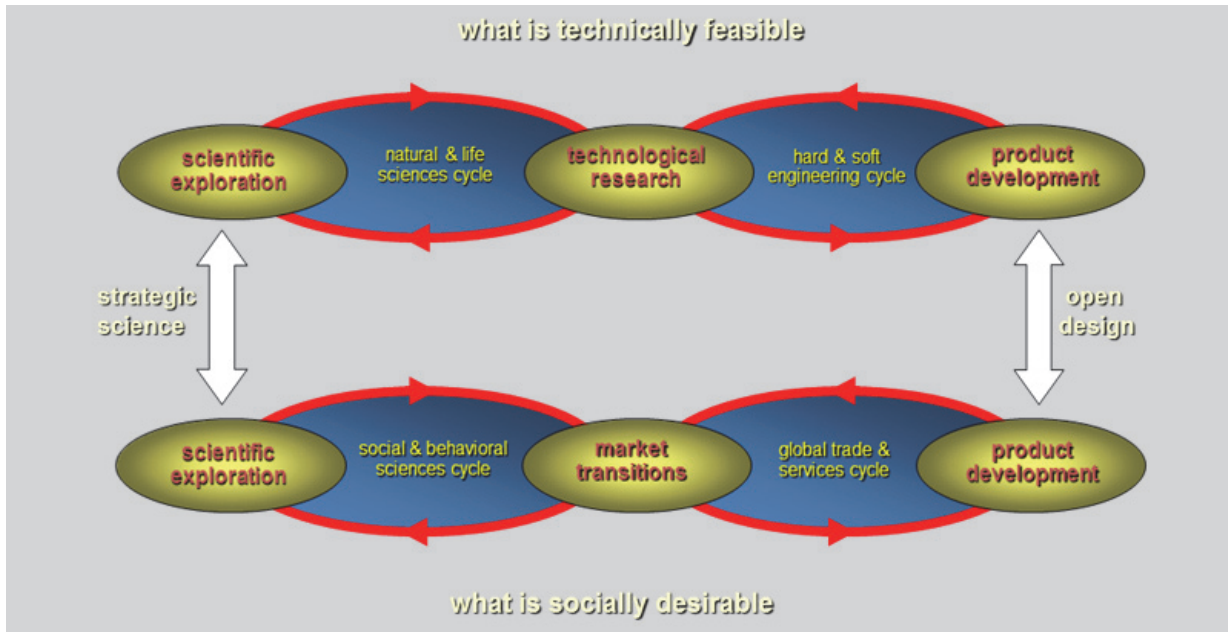 what is technically feasible
scientific
exploration
natural & life
sciences cycle
technological
research
hard & soft
engineering cycle
product
development
strategic
science
open
design
scientific
exploration
social & behavioral
sciences cycle
market
transitions
global trade &
services cycle
product
development
what is socially desirable